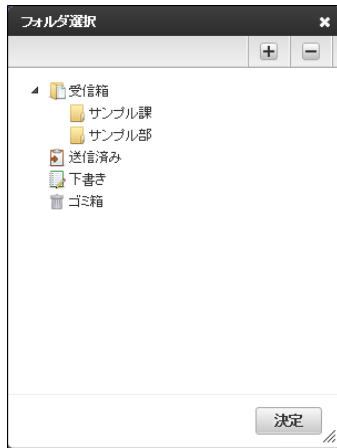 フォルダ選択
受信箱
サンプル課
サンプル部
送信済み
下書き
ゴミ箱
決定